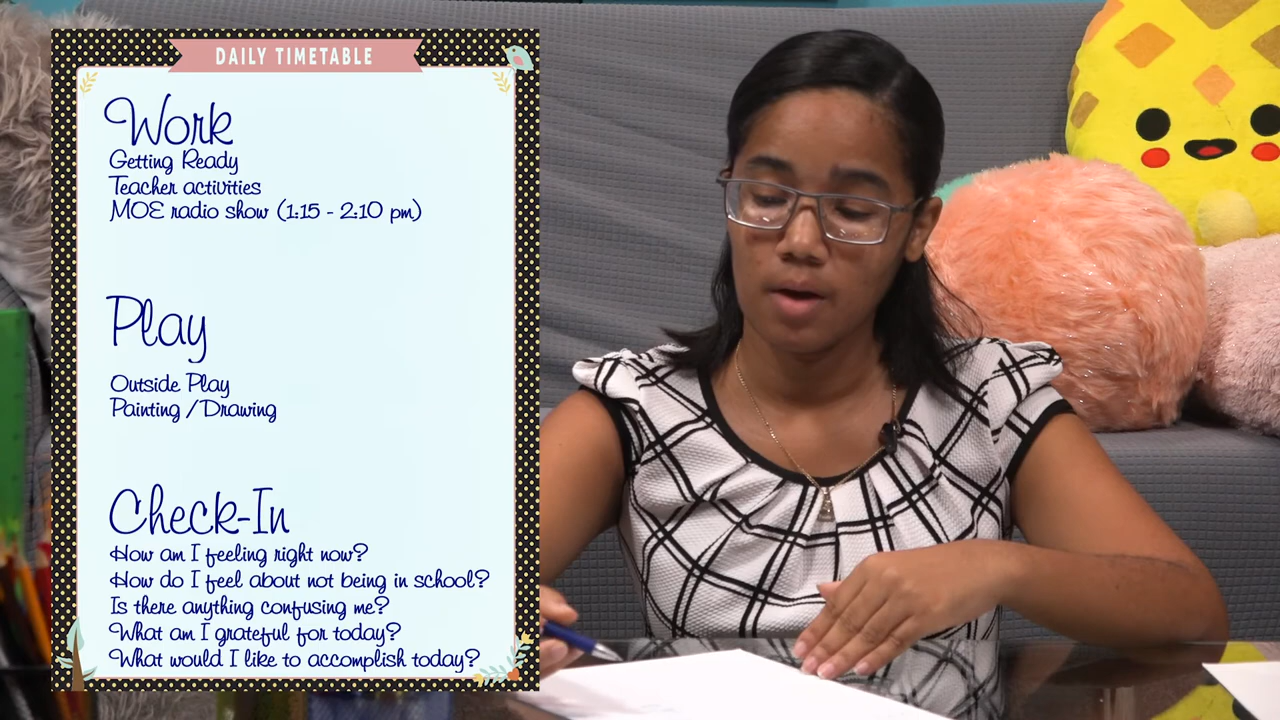 DAILY TIMETABLE
Work
Getting Ready
Teacher activities
MOE radio show (1:15 - 2:10 pm)
Play
Outside Play
Painting / Drawing
Check-In
How am I feeling right now?
How do I feel about not being in school?
Is there anything confusing me?
What am I grateful for today?
What would I like to accomplish today?